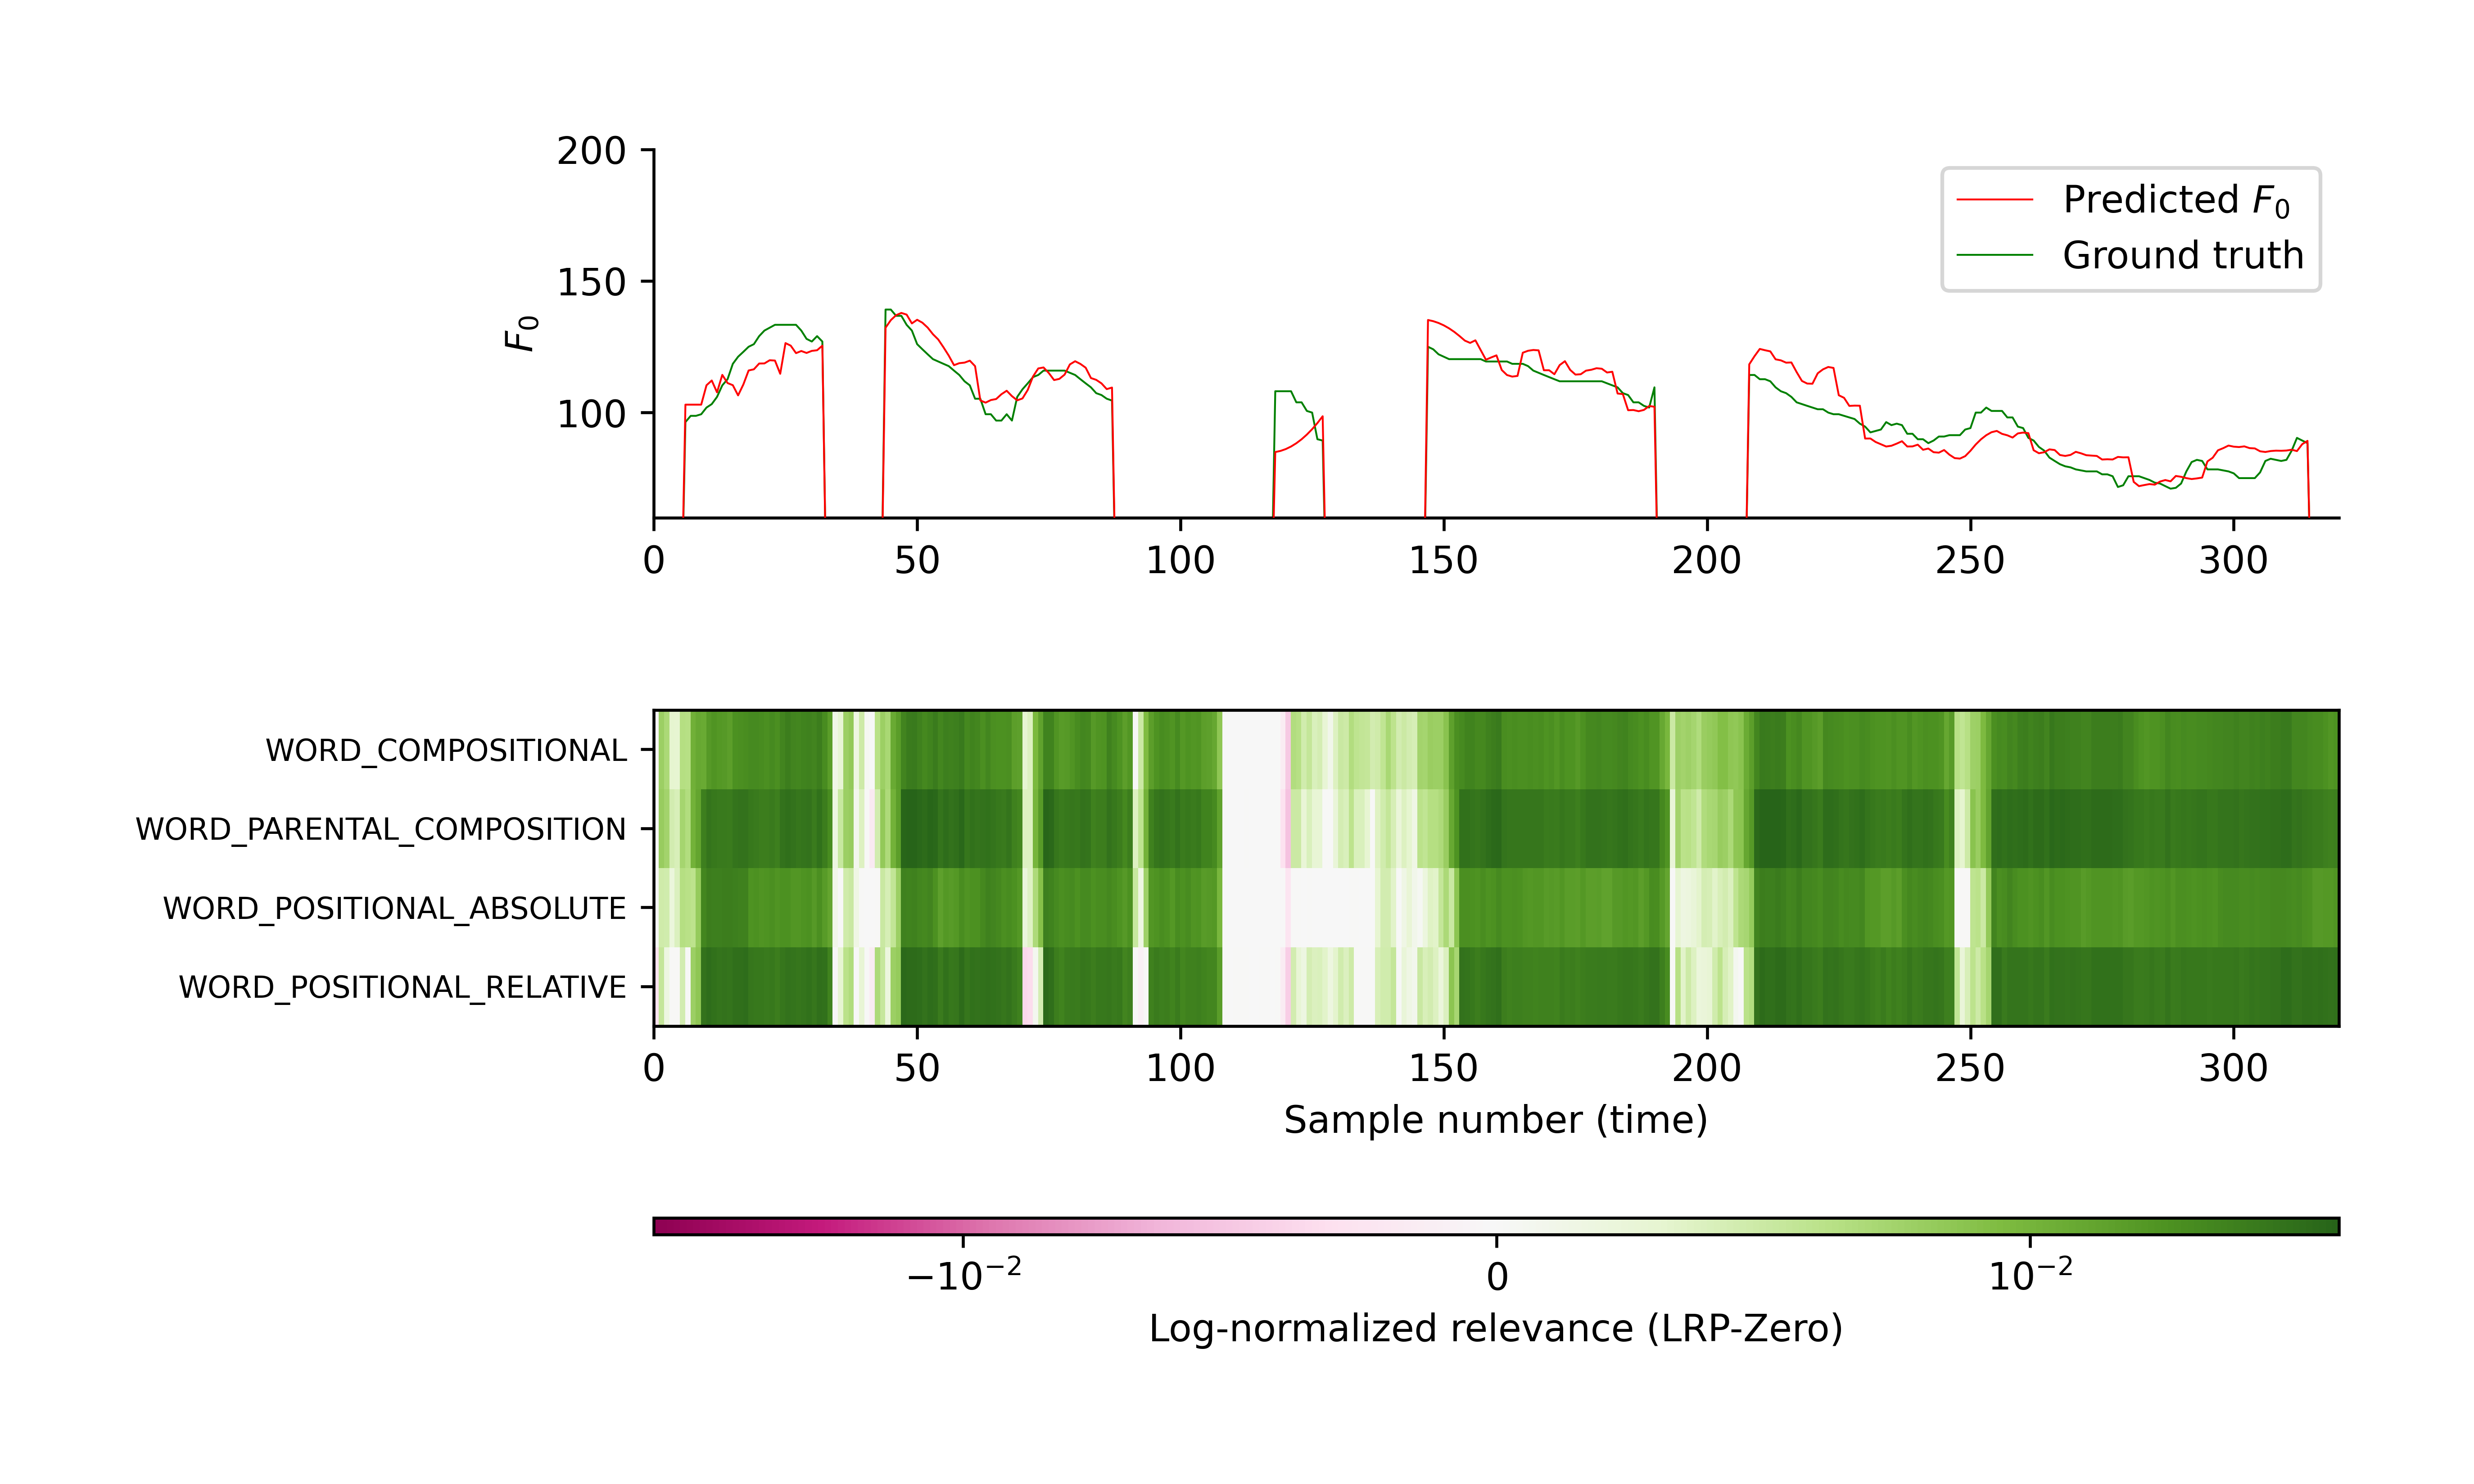 200
150
100
F₀
Predicted F₀
Ground truth
0 50 100 150 200 250 300
WORD_COMPOSITIONAL
WORD_PARENTAL_COMPOSITION
WORD_POSITIONAL_ABSOLUTE
WORD_POSITIONAL_RELATIVE
0 50 100 150 200 250 300
Sample number (time)
−10⁻² 0 10⁻²
Log-normalized relevance (LRP-Zero)